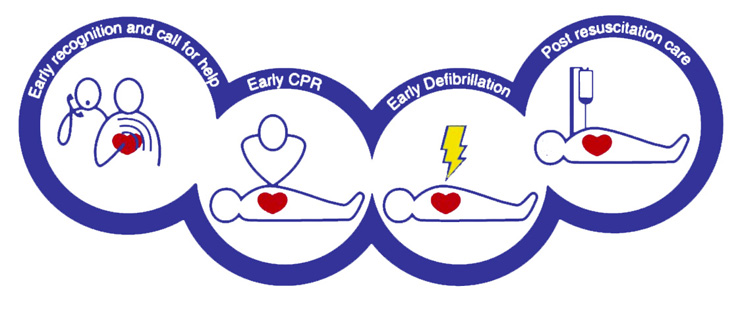 Early recognition and call for help
Early CPR
Early Defibrillation
Post resuscitation care